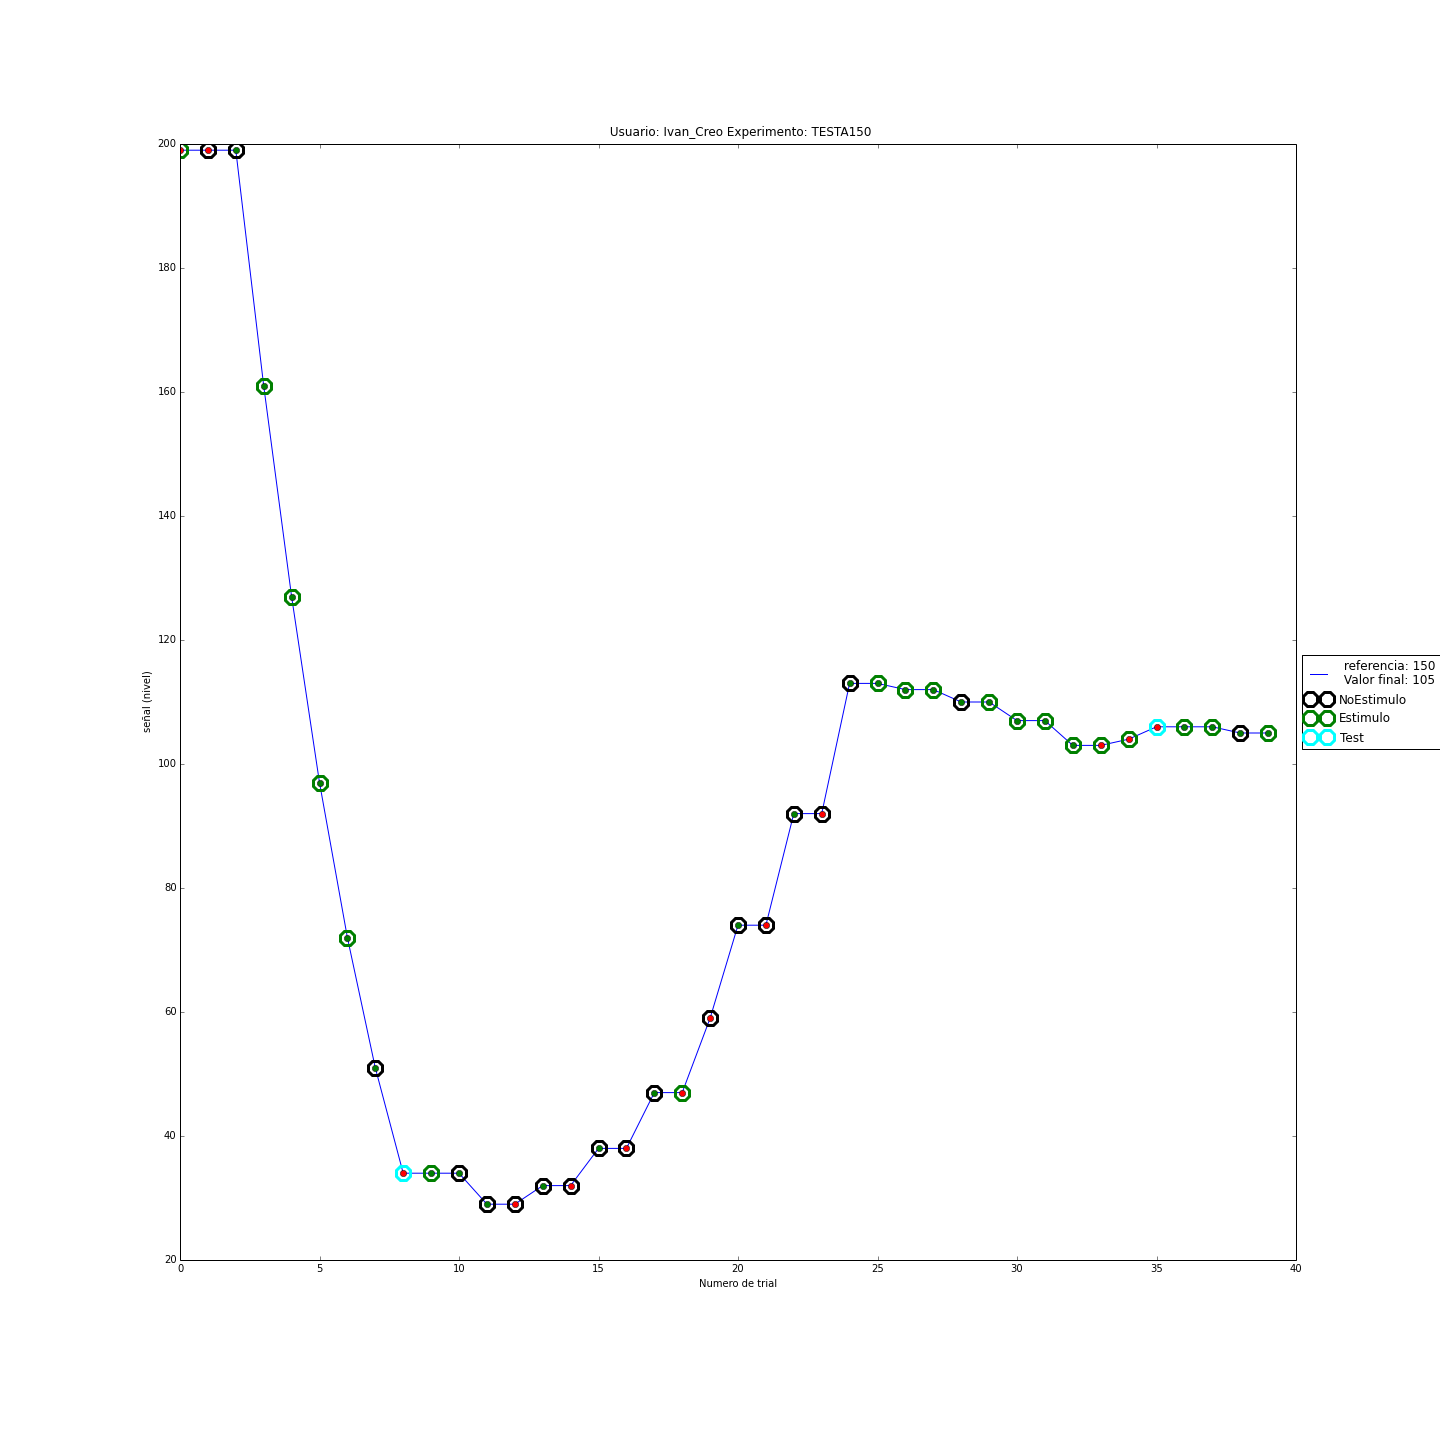 Usuario: Ivan_Creo Experimento: TESTA150
200
180
160
140
120
100
80
60
40
20
señal (nivel)
0 5 10 15 20 25 30 35 40
Numero de trial
referencia: 150
Valor final: 105
NoEstimulo
Estimulo
Test